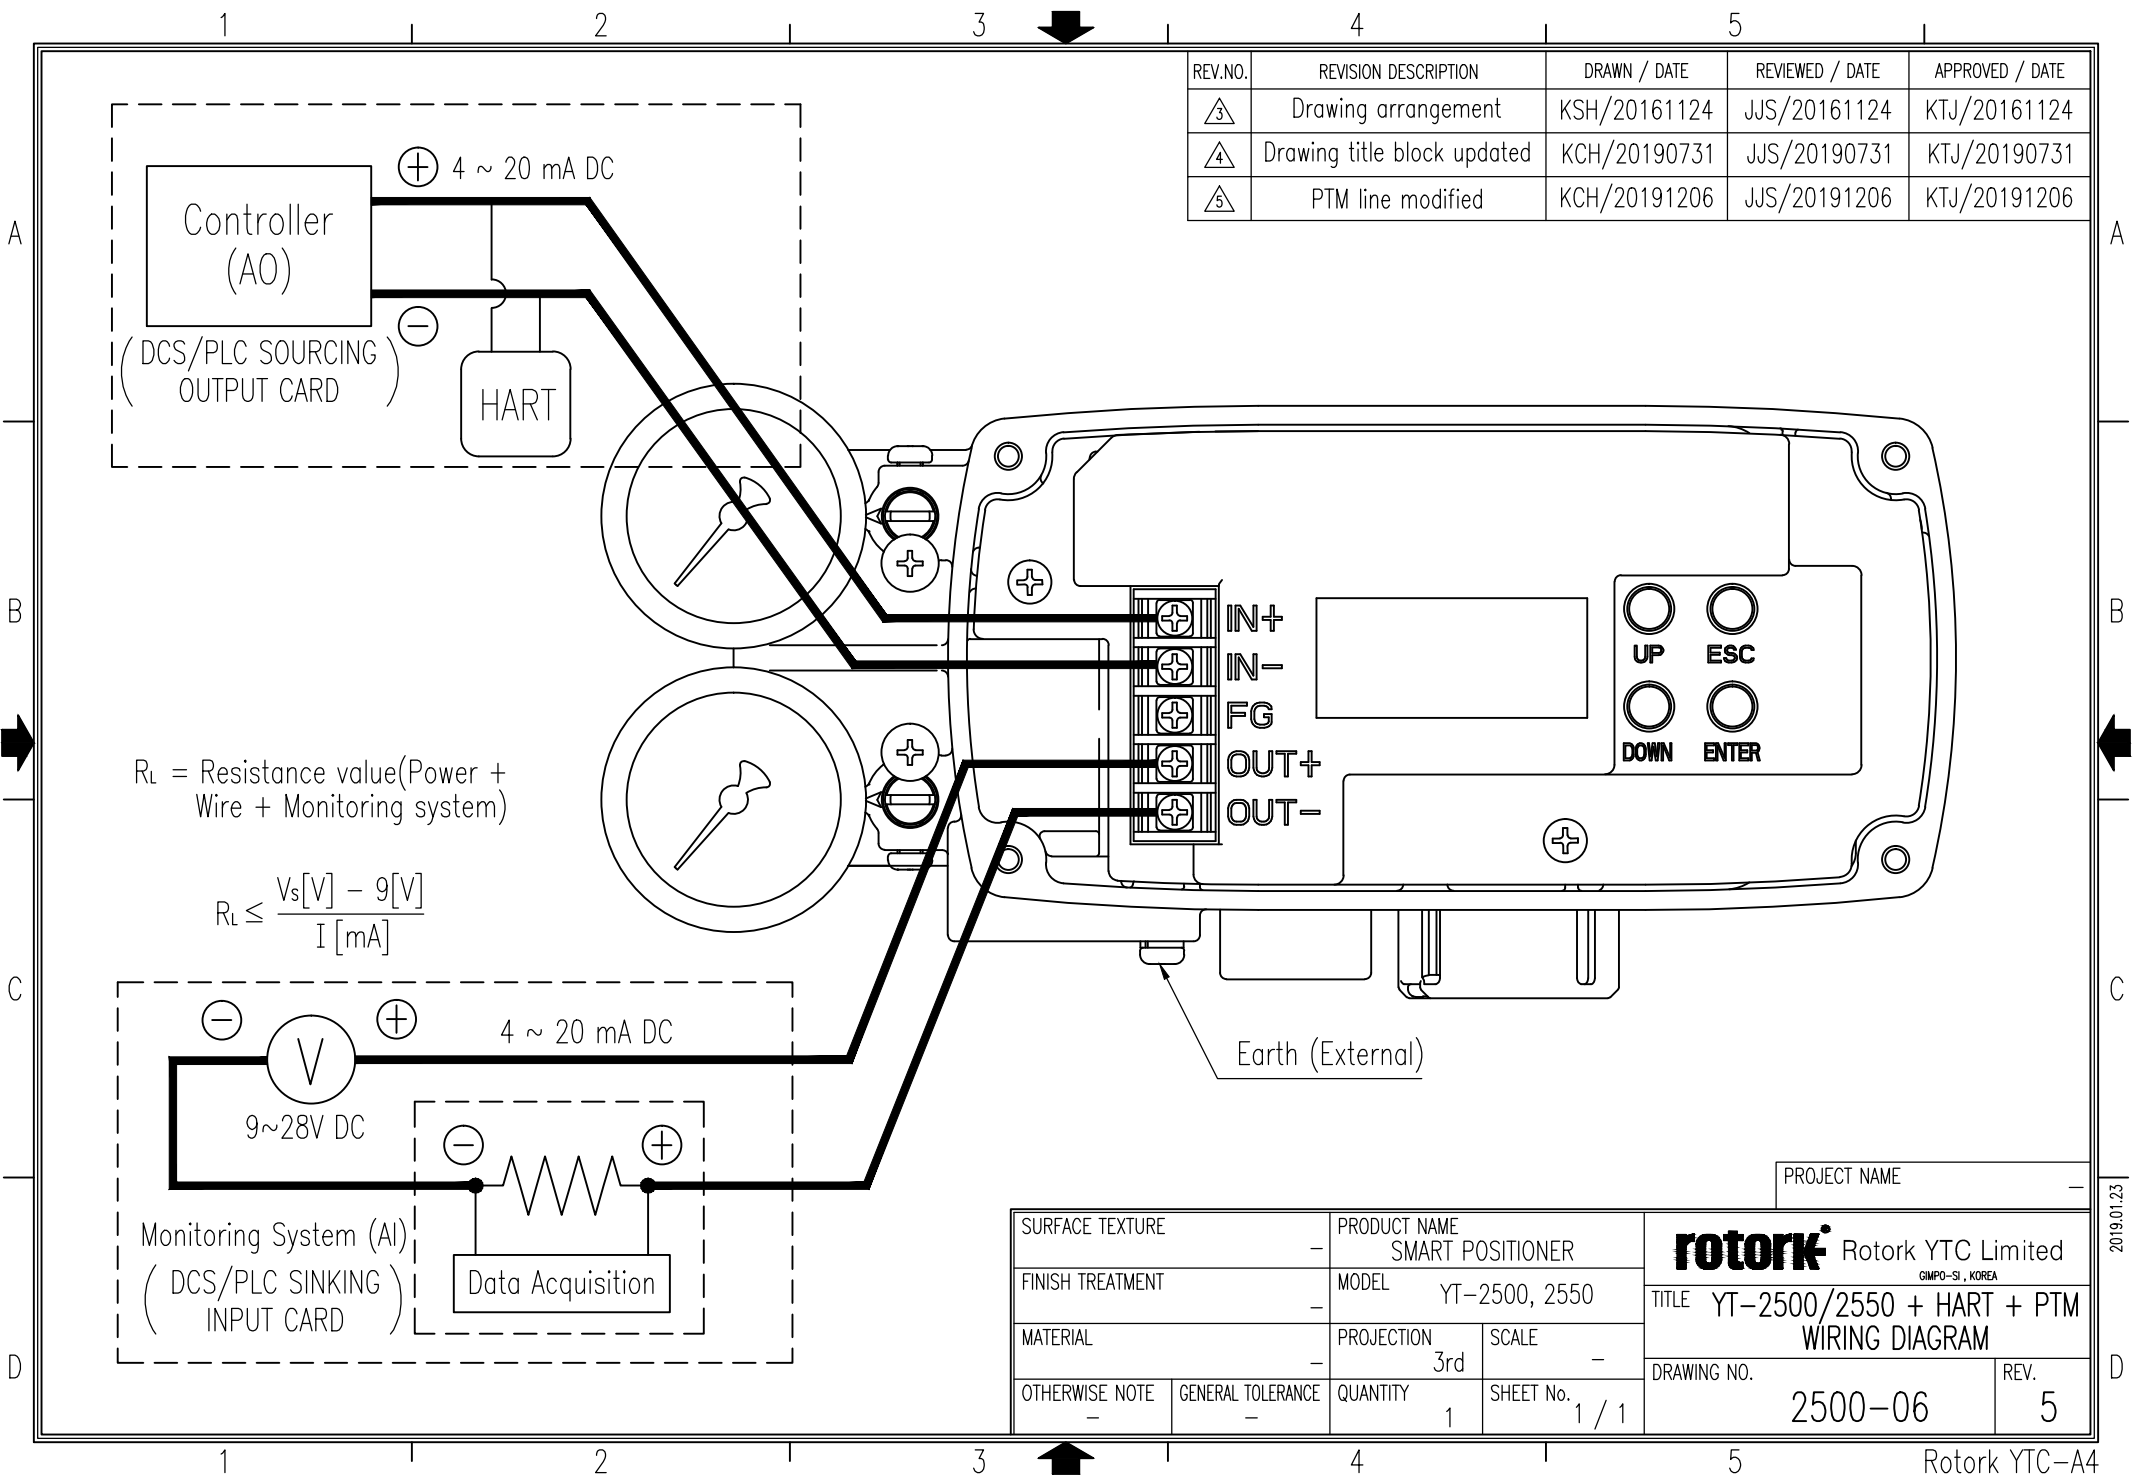 1 2 3 4 5
REV.NO. REVISION DESCRIPTION DRAWN / DATE REVIEWED / DATE APPROVED / DATE
3 Drawing arrangement KSH/20161124 JJS/20161124 KTJ/20161124
4 Drawing title block updated KCH/20190731 JJS/20190731 KTJ/20190731
5 PTM line modified KCH/20191206 JJS/20191206 KTJ/20191206
A A
+ 4 ~ 20 mA DC
Controller
(AO)
−
( DCS/PLC SOURCING
OUTPUT CARD )
HART
B B
IN+
IN−
FG
OUT+
OUT−
UP ESC
DOWN ENTER
RL = Resistance value(Power +
Wire + Monitoring system)
RL ≤ Vs[V] − 9[V]
I [mA]
C C
− + 4 ~ 20 mA DC
V
9~28V DC
Earth (External)
− +
Data Acquisition
Monitoring System (AI)
( DCS/PLC SINKING
INPUT CARD )
PROJECT NAME −
2019.01.23
SURFACE TEXTURE −
PRODUCT NAME
SMART POSITIONER
rotork Rotork YTC Limited
GIMPO-SI , KOREA
FINISH TREATMENT −
MODEL YT-2500, 2550
TITLE YT-2500/2550 + HART + PTM
WIRING DIAGRAM
MATERIAL −
PROJECTION 3rd
SCALE −
DRAWING NO. 2500-06
REV. 5
OTHERWISE NOTE −
GENERAL TOLERANCE −
QUANTITY 1
SHEET No. 1 / 1
D D
1 2 3 4 5
Rotork YTC-A4